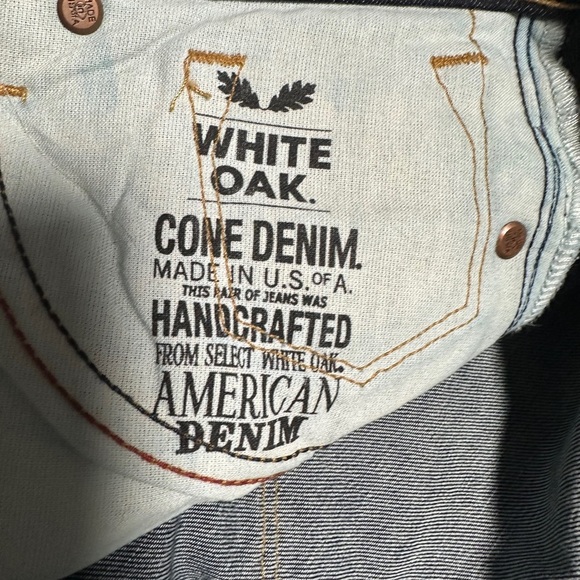 WHITE
OAK.
CONE DENIM.
MADE IN U.S. OF A.
THIS PAIR OF JEANS WAS
HANDCRAFTED
FROM SELECT WHITE OAK.
AMERICAN
DENIM